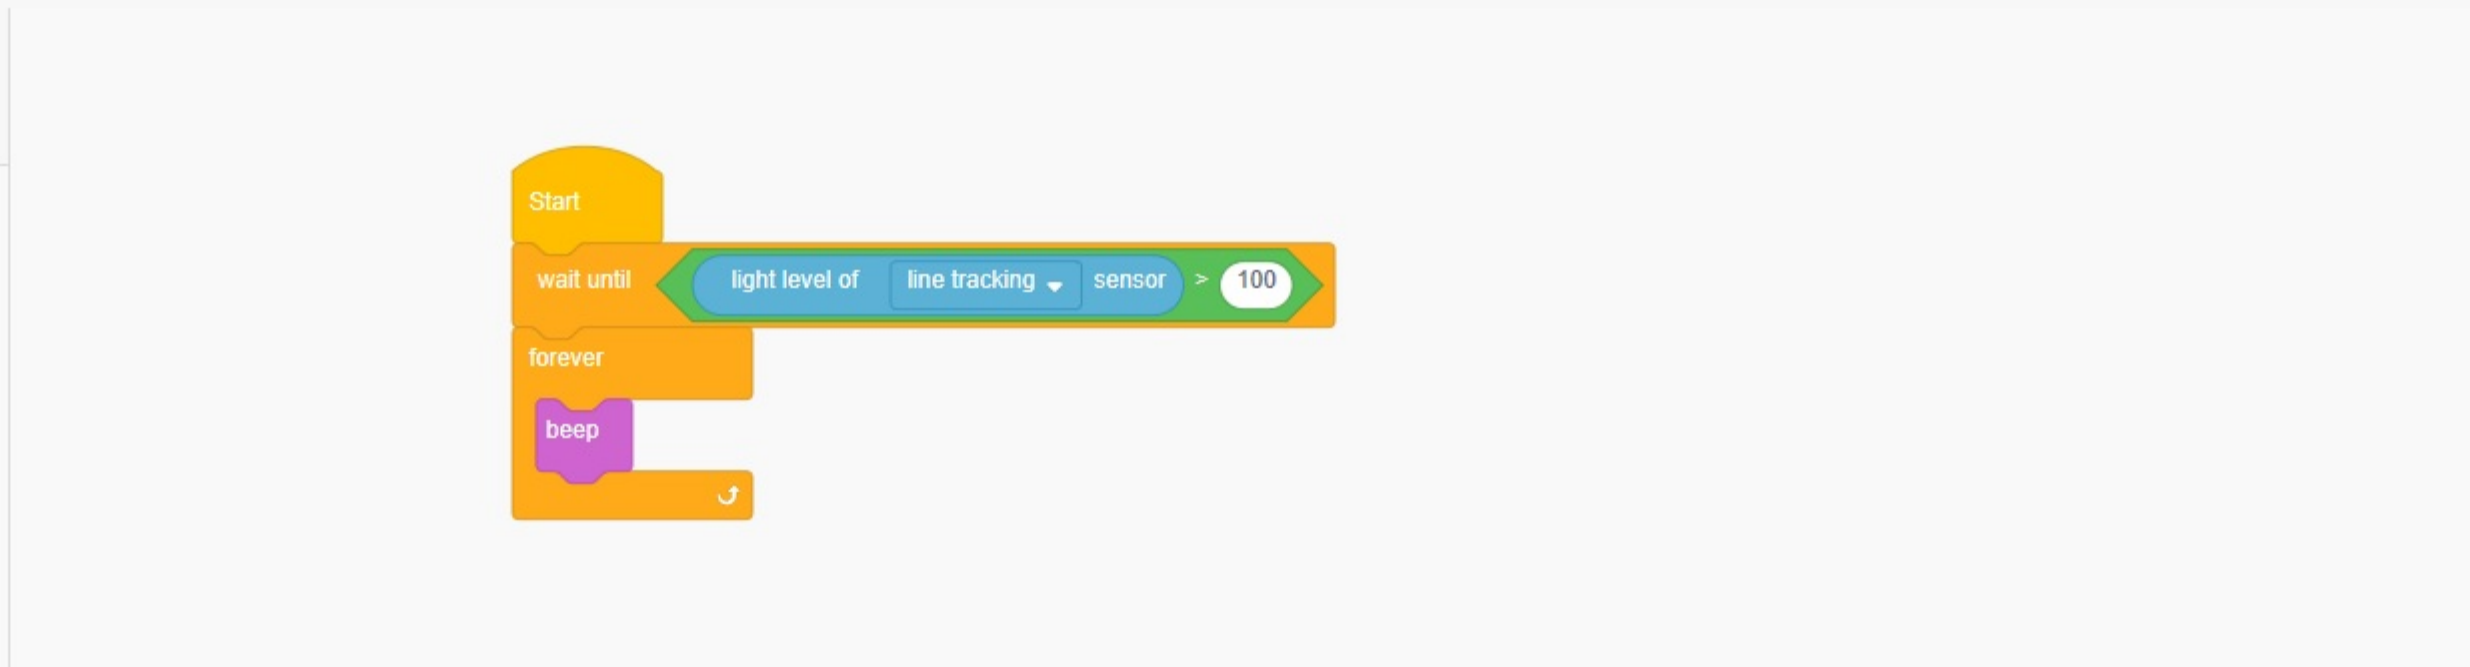 Start
wait until light level of line tracking sensor > 100
forever
beep